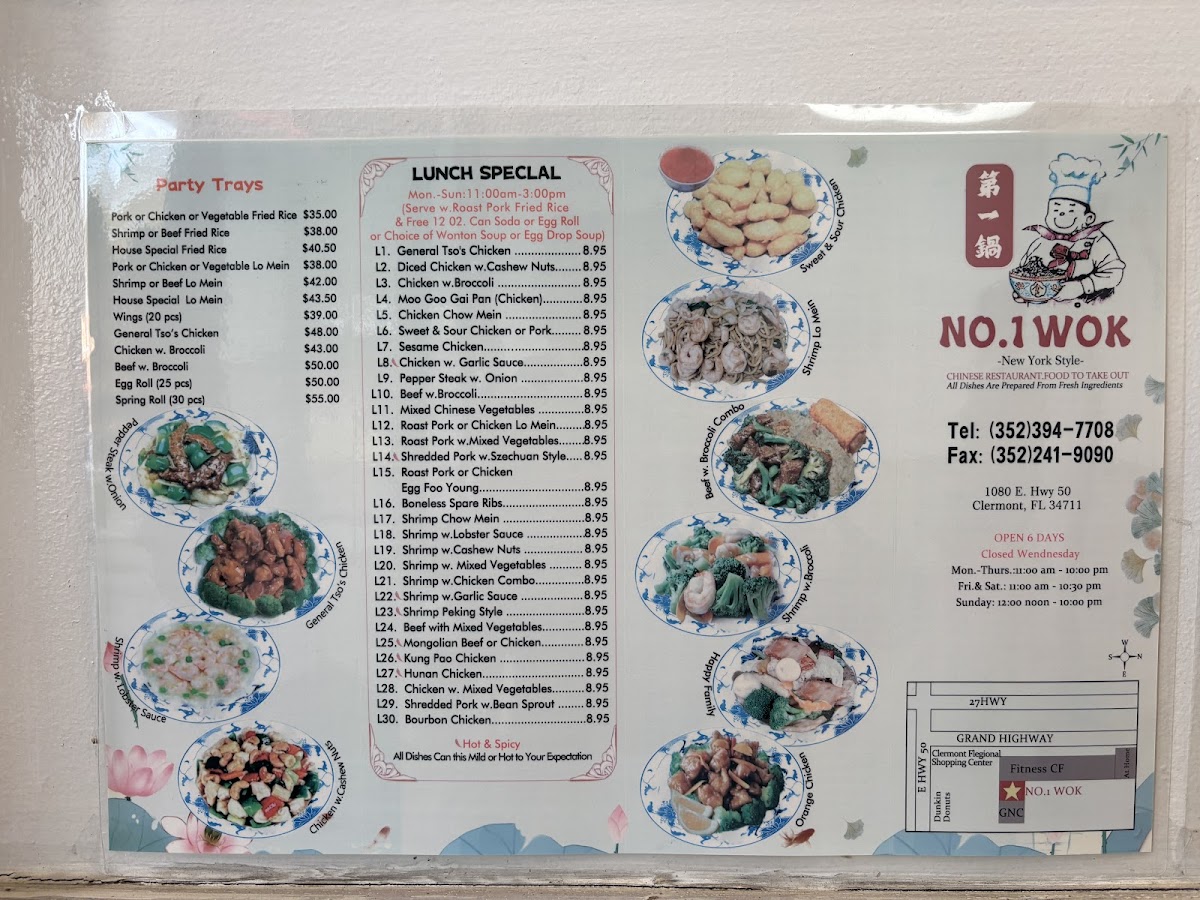 Party Trays
Pork or Chicken or Vegetable Fried Rice $35.00
Shrimp or Beef Fried Rice $38.00
House Special Fried Rice $40.50
Pork or Chicken or Vegetable Lo Mein $38.00
Shrimp or Beef Lo Mein $42.00
House Special Lo Mein $43.50
Wings (20 pcs) $39.00
General Tso's Chicken $48.00
Chicken w. Broccoli $43.00
Beef w. Broccoli $50.00
Egg Roll (25 pcs) $50.00
Spring Roll (30 pcs) $55.00
Pepper Steak w.Onion
General Tso's Chicken
Shrimp w. Lobster Sauce
Chicken w.Cashew Nuts
LUNCH SPECLAL
Mon.-Sun:11:00am-3:00pm
(Serve w.Roast Pork Fried Rice
& Free 12 02. Can Soda or Egg Roll
or Choice of Wonton Soup or Egg Drop Soup)
L1. General Tso's Chicken ...............8.95
L2. Diced Chicken w.Cashew Nuts.......8.95
L3. Chicken w.Broccoli ...................8.95
L4. Moo Goo Gai Pan (Chicken)..........8.95
L5. Chicken Chow Mein .................8.95
L6. Sweet & Sour Chicken or Pork........8.95
L7. Sesame Chicken......................8.95
L8. Chicken w. Garlic Sauce.............8.95
L9. Pepper Steak w. Onion ..............8.95
L10. Beef w.Broccoli.......................8.95
L11. Mixed Chinese Vegetables ...........8.95
L12. Roast Pork or Chicken Lo Mein........8.95
L13. Roast Pork w.Mixed Vegetables.......8.95
L14. Shredded Pork w.Szechuan Style.....8.95
L15. Roast Pork or Chicken
Egg Foo Young.......................8.95
L16. Boneless Spare Ribs..................8.95
L17. Shrimp Chow Mein ..................8.95
L18. Shrimp w.Lobster Sauce .............8.95
L19. Shrimp w.Cashew Nuts ..............8.95
L20. Shrimp w. Mixed Vegetables .........8.95
L21. Shrimp w.Chicken Combo............8.95
L22. Shrimp w.Garlic Sauce ..............8.95
L23. Shrimp Peking Style .................8.95
L24. Beef with Mixed Vegetables..........8.95
L25. Mongolian Beef or Chicken...........8.95
L26. Kung Pao Chicken ...................8.95
L27. Hunan Chicken.......................8.95
L28. Chicken w. Mixed Vegetables.........8.95
L29. Shredded Pork w.Bean Sprout .......8.95
L30. Bourbon Chicken.....................8.95
Hot & Spicy
All Dishes Can this Mild or Hot to Your Expectation
Sweet & Sour Chicken
Shrimp Lo Mein
Beef w. Broccoli Combo
Shrimp w.Broccoli
Happy Family
Orange Chicken
第一鍋
NO.1 WOK
-New York Style-
CHINESE RESTAURANT,FOOD TO TAKE OUT
All Dishes Are Prepared From Fresh Ingredients
Tel: (352)394-7708
Fax: (352)241-9090
1080 E. Hwy 50
Clermont, FL 34711
OPEN 6 DAYS
Closed Wendnesday
Mon.-Thurs.:11:00 am - 10:00 pm
Fri.& Sat.: 11:00 am - 10:30 pm
Sunday: 12:00 noon - 10:00 pm
W
S N
E
27HWY
GRAND HIGHWAY
E HWY 50
Clermont Flegional
Shopping Center
Fitness CF
At Home
NO.1 WOK
GNC
Dunkin
Donuts